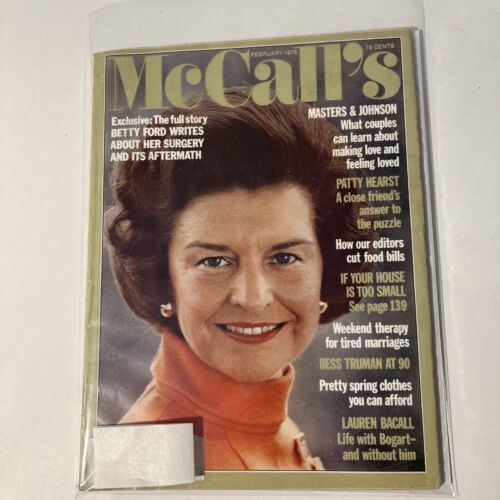 FEBRUARY 1975
75 CENTS
McCall's
Exclusive: The full story
BETTY FORD WRITES
ABOUT HER SURGERY
AND ITS AFTERMATH
MASTERS & JOHNSON
What couples
can learn about
making love and
feeling loved
PATTY HEARST
A close friend's
answer to
the puzzle
How our editors
cut food bills
IF YOUR HOUSE
IS TOO SMALL
See page 139
Weekend therapy
for tired marriages
BESS TRUMAN AT 90
Pretty spring clothes
you can afford
LAUREN BACALL
Life with Bogart–
and without him